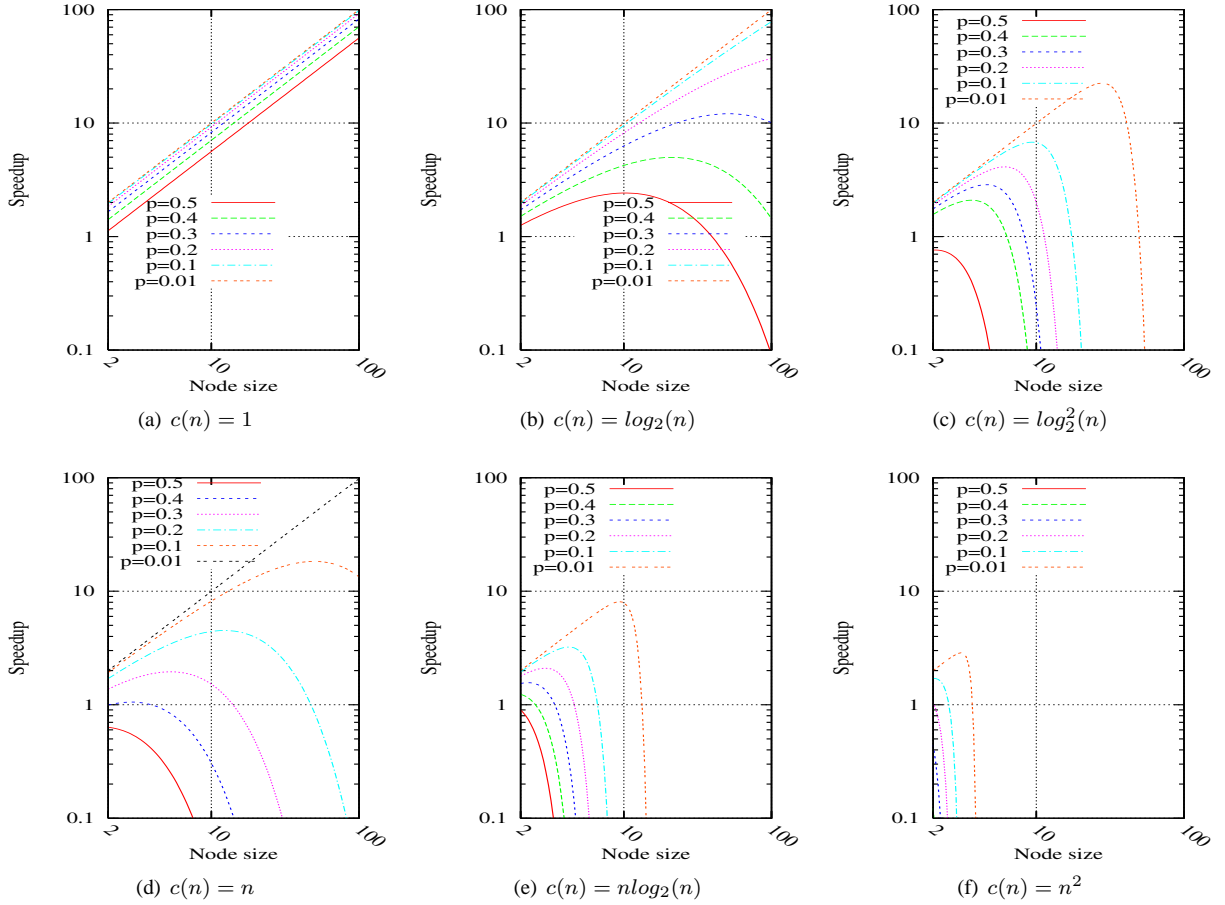 100
10
1
0.1
2
10
100
Speedup
Node size
p=0.5
p=0.4
p=0.3
p=0.2
p=0.1
p=0.01
(a) c(n) = 1
100
10
1
0.1
2
10
100
Speedup
Node size
p=0.5
p=0.4
p=0.3
p=0.2
p=0.1
p=0.01
(b) c(n) = log₂(n)
100
10
1
0.1
2
10
100
Speedup
Node size
p=0.5
p=0.4
p=0.3
p=0.2
p=0.1
p=0.01
(c) c(n) = log₂²(n)
100
10
1
0.1
2
10
100
Speedup
Node size
p=0.5
p=0.4
p=0.3
p=0.2
p=0.1
p=0.01
(d) c(n) = n
100
10
1
0.1
2
10
100
Speedup
Node size
p=0.5
p=0.4
p=0.3
p=0.2
p=0.1
p=0.01
(e) c(n) = nlog₂(n)
100
10
1
0.1
2
10
100
Speedup
Node size
p=0.5
p=0.4
p=0.3
p=0.2
p=0.1
p=0.01
(f) c(n) = n²